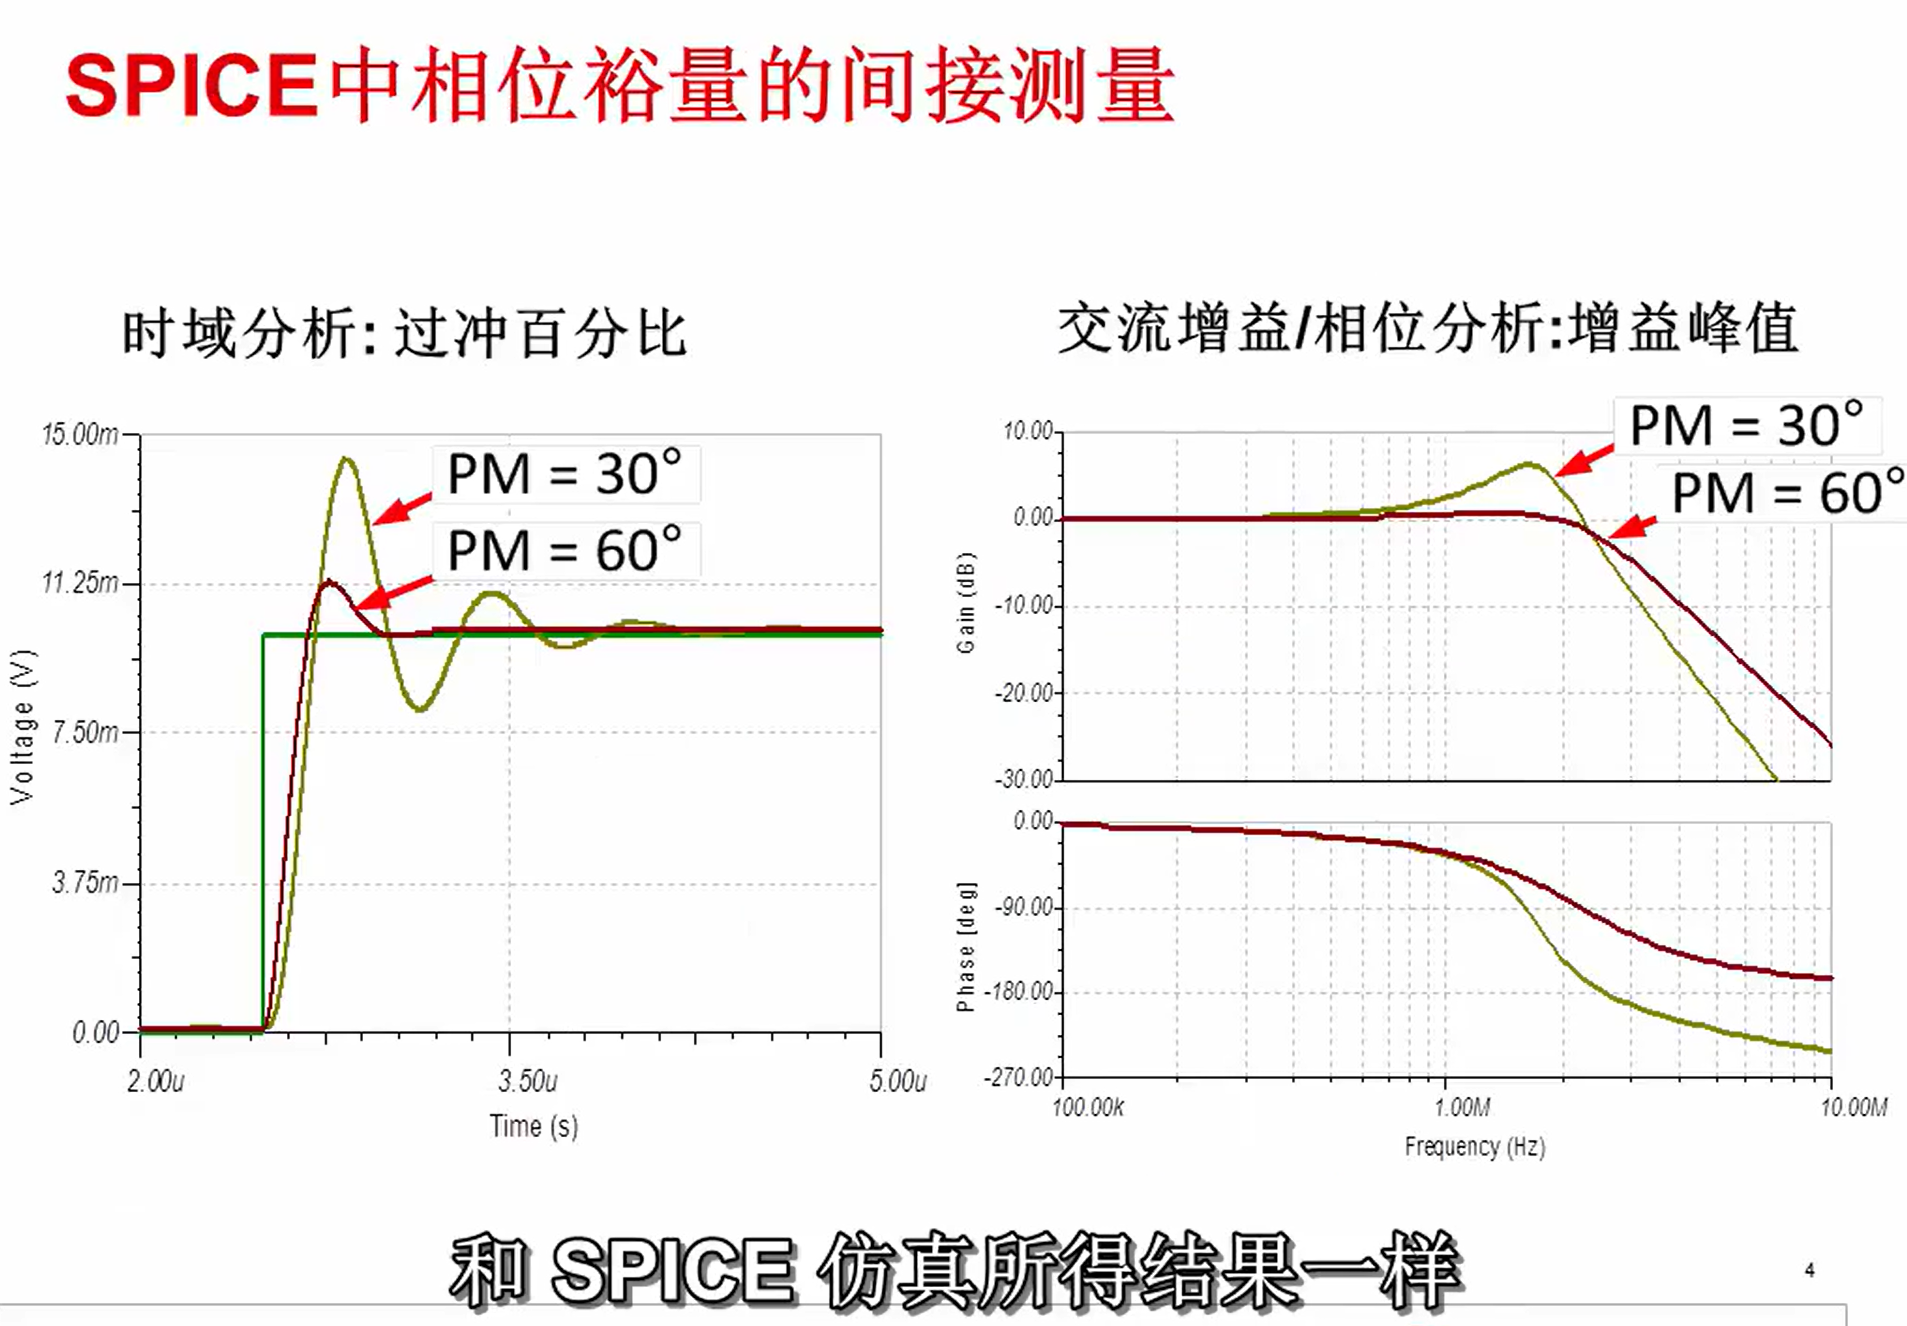 SPICE中相位裕量的间接测量
时域分析: 过冲百分比
15.00m
11.25m
7.50m
3.75m
0.00
Voltage (V)
PM = 30°
PM = 60°
2.00u
3.50u
5.00u
Time (s)
交流增益/相位分析:增益峰值
10.00
0.00
-10.00
-20.00
-30.00
Gain (dB)
PM = 30°
PM = 60°
0.00
-90.00
-180.00
-270.00
Phase [deg]
100.00k
1.00M
10.00M
Frequency (Hz)
和 SPICE 仿真所得结果一样
4